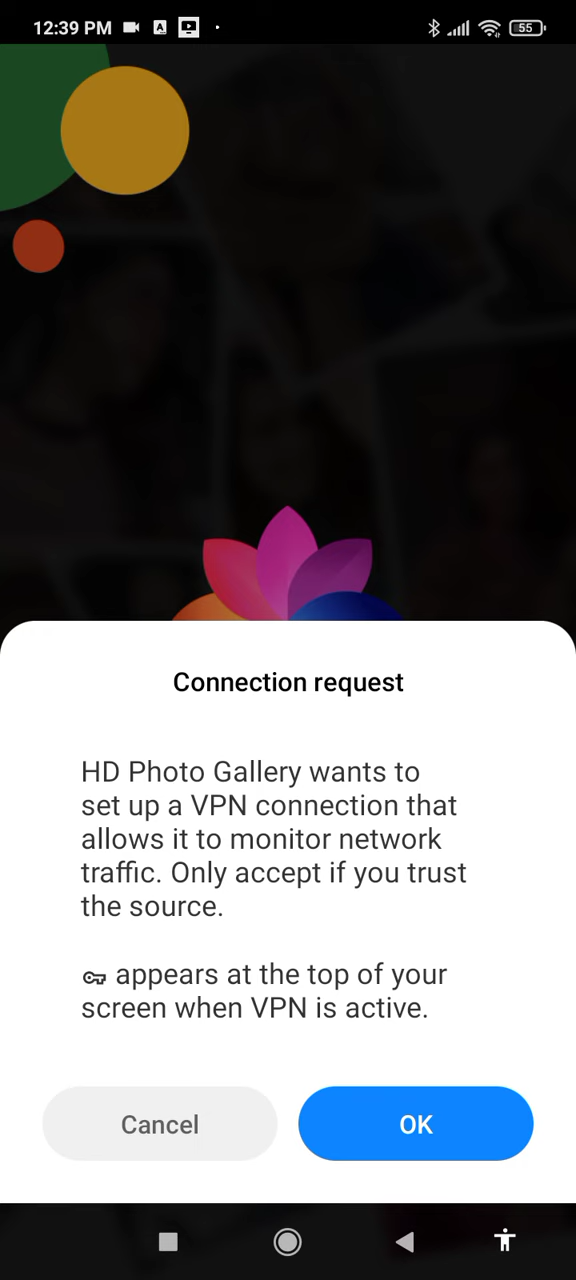 12:39 PM
A
55
Connection request
HD Photo Gallery wants to
set up a VPN connection that
allows it to monitor network
traffic. Only accept if you trust
the source.
appears at the top of your
screen when VPN is active.
Cancel
OK